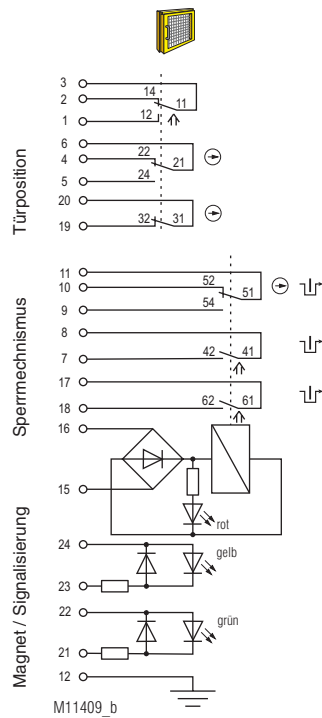 Türposition
3
2 14 11
1 12
6
4 22 21
5 24
20
19 32 31
Sperrmechnismus
11
10 52 51
9 54
8
7 42 41
17
18 62 61
Magnet / Signalisierung
16
15
rot
24
gelb
23
22
grün
21
12
M11409_b